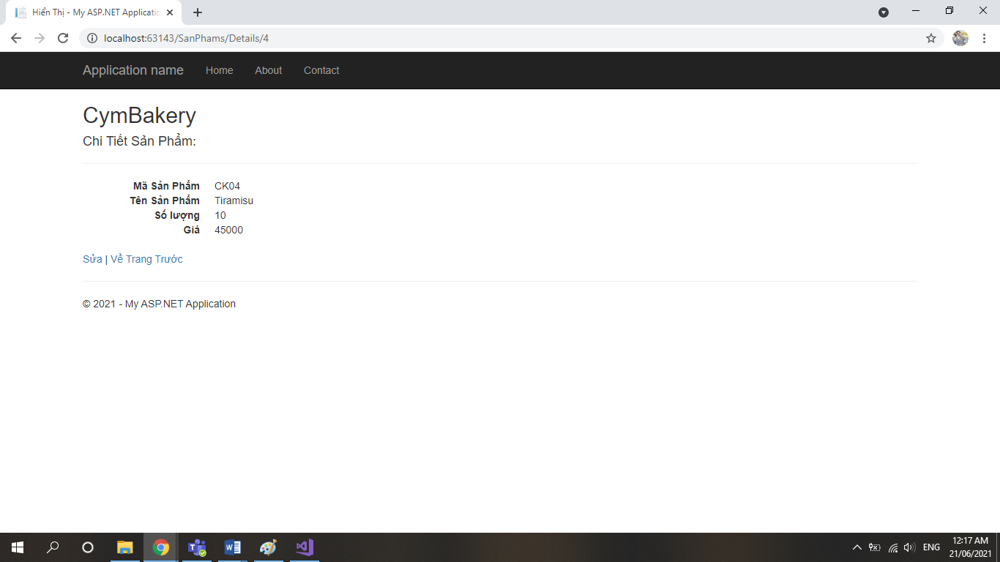 Hiển Thị - My ASP.NET Applicatio
localhost:63143/SanPhams/Details/4
Application name Home About Contact
CymBakery
Chi Tiết Sản Phẩm:
Mã Sản Phẩm CK04
Tên Sản Phẩm Tiramisu
Số lượng 10
Giá 45000
Sửa | Về Trang Trước
© 2021 - My ASP.NET Application
ENG
12:17 AM
21/06/2021